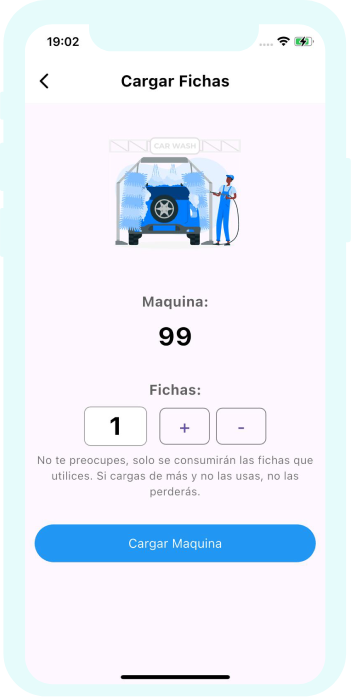 19:02
Cargar Fichas
CAR WASH
Maquina:
99
Fichas:
1 + -
No te preocupes, solo se consumirán las fichas que
utilices. Si cargas de más y no las usas, no las
perderás.
Cargar Maquina